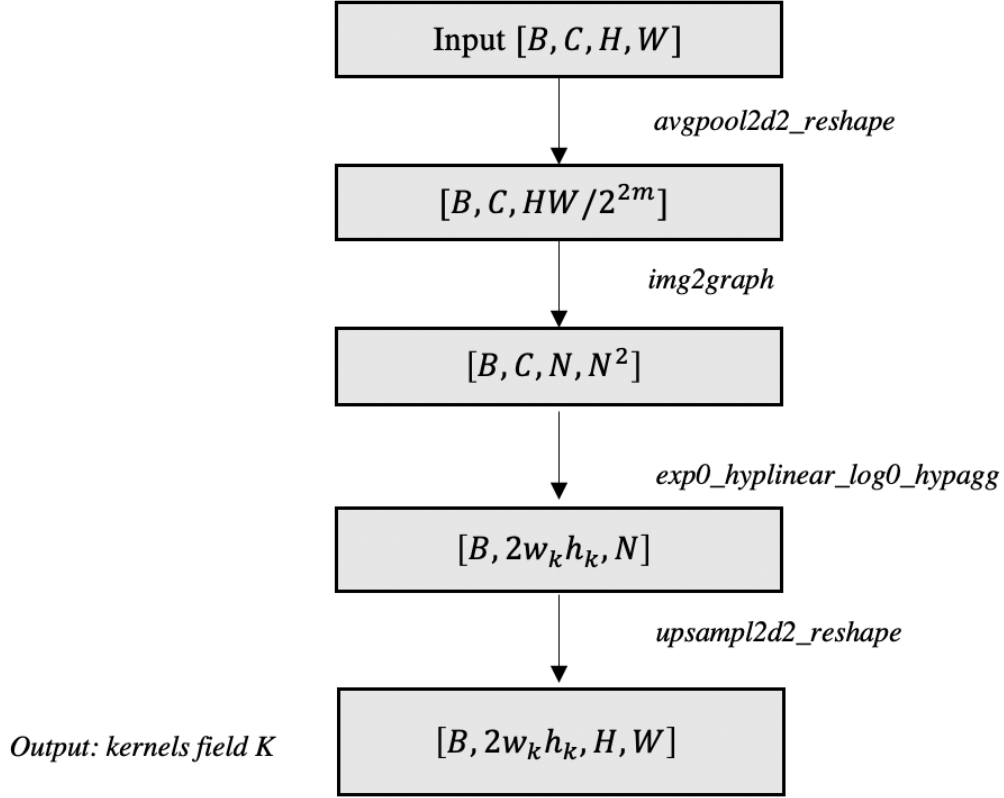 Input [B, C, H, W]
avgpool2d2_reshape
[B, C, HW/2^{2m}]
img2graph
[B, C, N, N^2]
exp0_hyplinear_log0_hypagg
[B, 2w_k h_k, N]
upsampl2d2_reshape
Output: kernels field K
[B, 2w_k h_k, H, W]